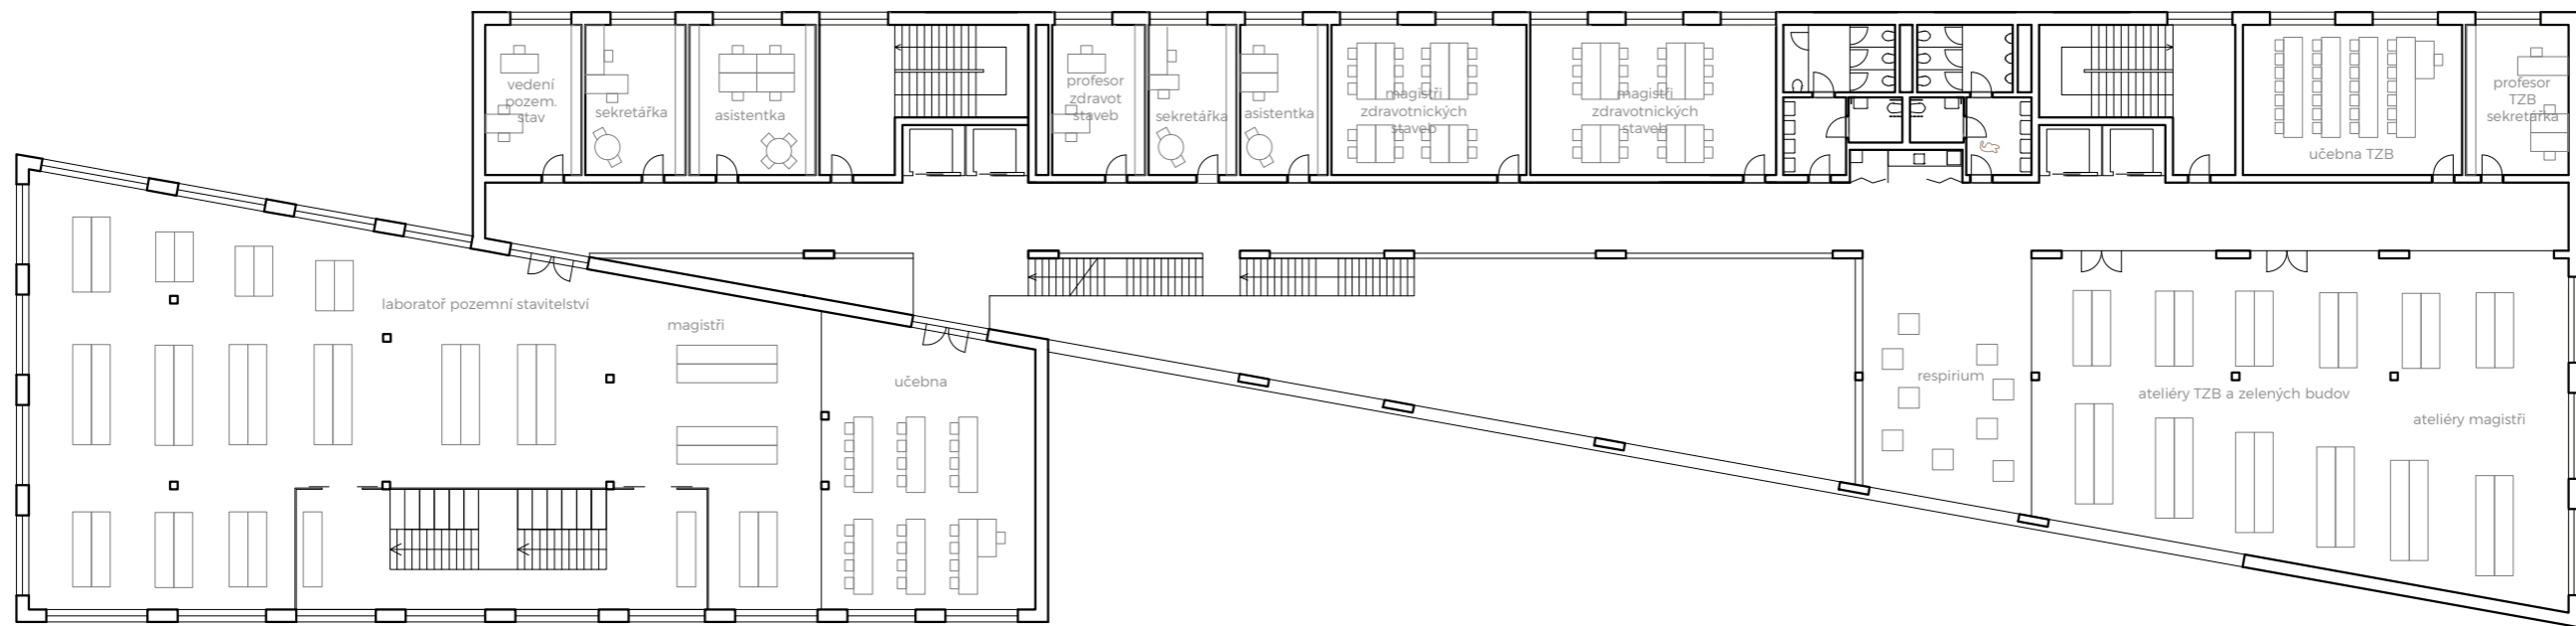 vedení
pozem.
stav
sekretářka
asistentka
profesor
zdravot
staveb
sekretářka
asistentka
magistři
zdravotnických
staveb
magistři
zdravotnických
staveb
učebna TZB
profesor
TZB
sekretářka
laboratoř pozemní stavitelství
magistři
učebna
respirium
ateliéry TZB a zelených budov
ateliéry magistři